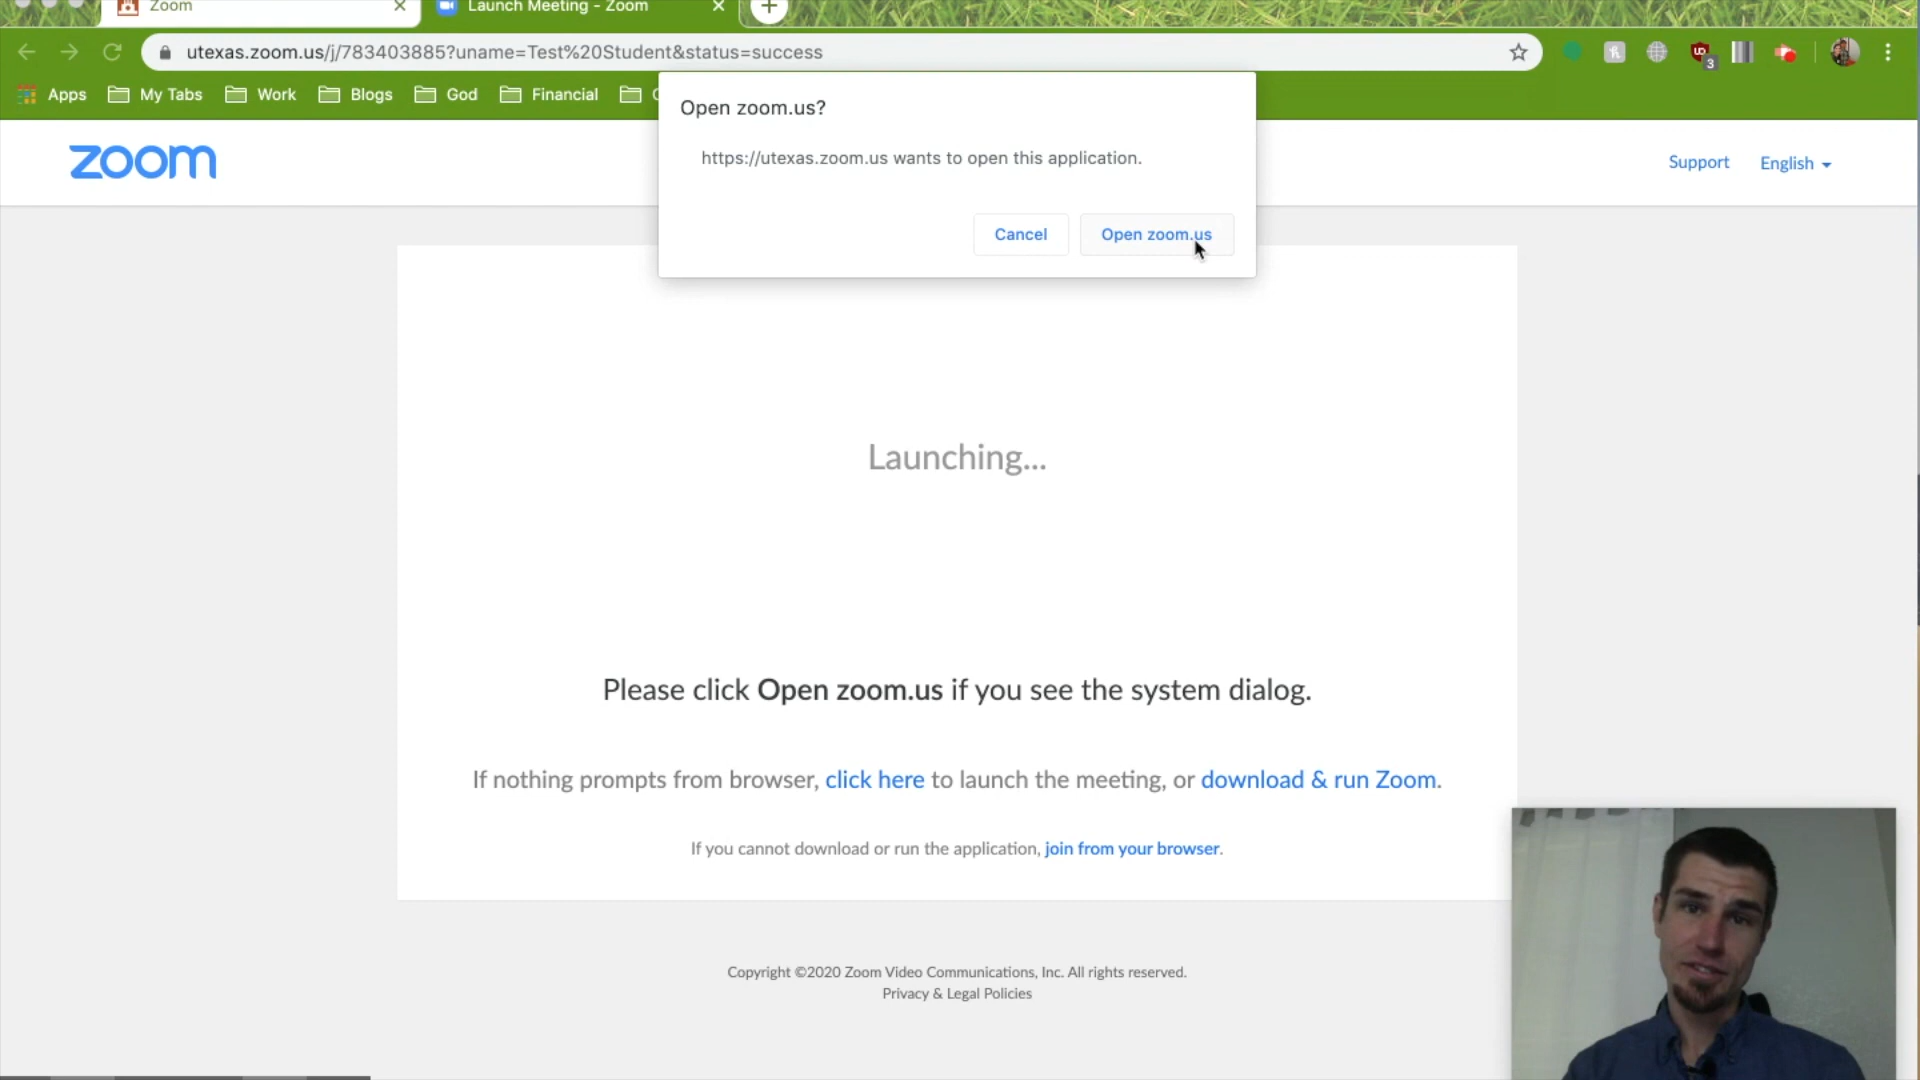 Zoom
Launch Meeting - Zoom
utexas.zoom.us/j/783403885?uname=Test%20Student&status=success
3
Apps
My Tabs
Work
Blogs
God
Financial
Open zoom.us?
https://utexas.zoom.us wants to open this application.
Cancel
Open zoom.us
zoom
Support
English
Launching...
Please click Open zoom.us if you see the system dialog.
If nothing prompts from browser, click here to launch the meeting, or download & run Zoom.
If you cannot download or run the application, join from your browser.
Copyright ©2020 Zoom Video Communications, Inc. All rights reserved.
Privacy & Legal Policies